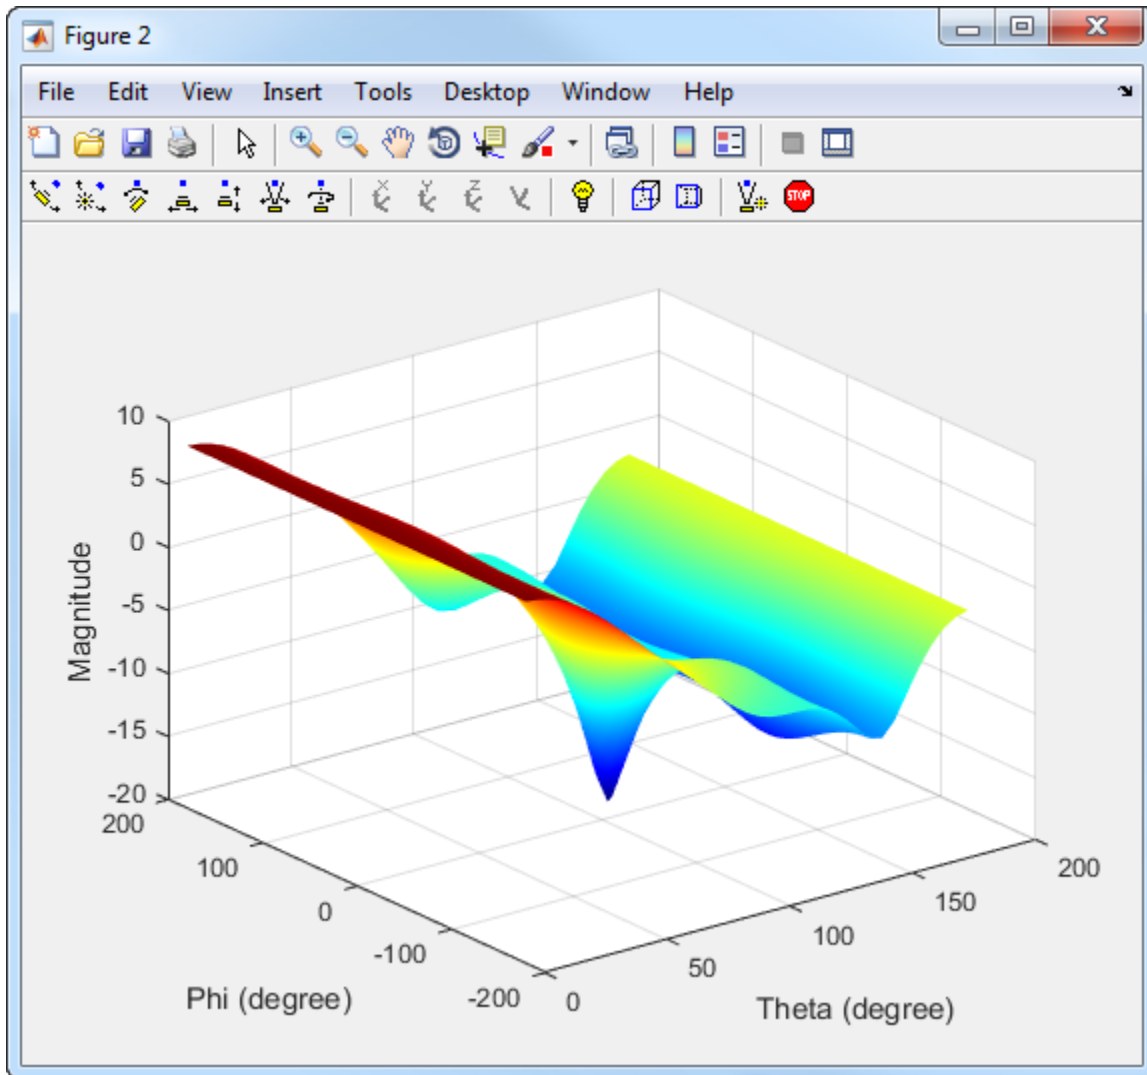 Figure 2
File Edit View Insert Tools Desktop Window Help
X Y Z
STOP
10
5
0
-5
-10
-15
-20
Magnitude
200
100
0
-100
-200
Phi (degree)
0
50
100
150
200
Theta (degree)